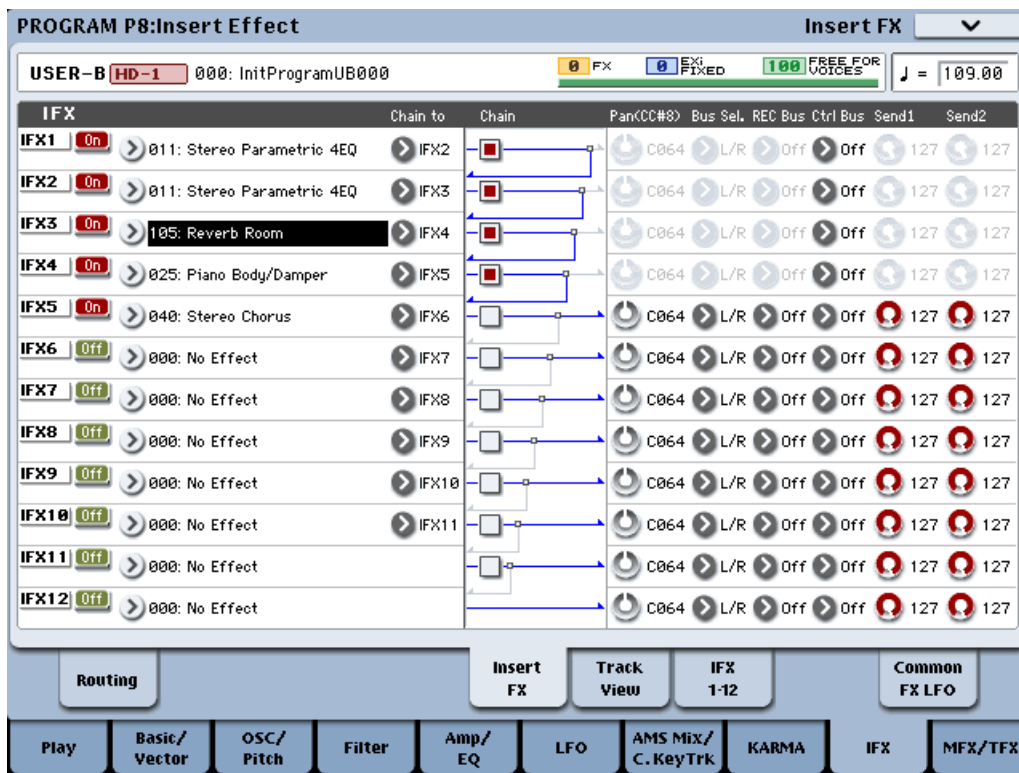 PROGRAM P8:Insert Effect Insert FX
USER-B HD-1 000: InitProgramUB000 0 FX 0 EXi FIXED 100 FREE FOR VOICES ♩ = 109.00
IFX Chain to Chain Pan(CC#8) Bus Sel. REC Bus Ctrl Bus Send1 Send2
IFX1 On 011: Stereo Parametric 4EQ IFX2 C064 L/R Off Off 127 127
IFX2 On 011: Stereo Parametric 4EQ IFX3 C064 L/R Off Off 127 127
IFX3 On 105: Reverb Room IFX4 C064 L/R Off Off 127 127
IFX4 On 025: Piano Body/Damper IFX5 C064 L/R Off Off 127 127
IFX5 On 040: Stereo Chorus IFX6 C064 L/R Off Off 127 127
IFX6 Off 000: No Effect IFX7 C064 L/R Off Off 127 127
IFX7 Off 000: No Effect IFX8 C064 L/R Off Off 127 127
IFX8 Off 000: No Effect IFX9 C064 L/R Off Off 127 127
IFX9 Off 000: No Effect IFX10 C064 L/R Off Off 127 127
IFX10 Off 000: No Effect IFX11 C064 L/R Off Off 127 127
IFX11 Off 000: No Effect C064 L/R Off Off 127 127
IFX12 Off 000: No Effect C064 L/R Off Off 127 127
Routing Insert FX Track View IFX 1-12 Common FX LFO
Play Basic/Vector OSC/Pitch Filter Amp/EQ LFO AMS Mix/C.KeyTrk KARMA IFX MFX/TFX